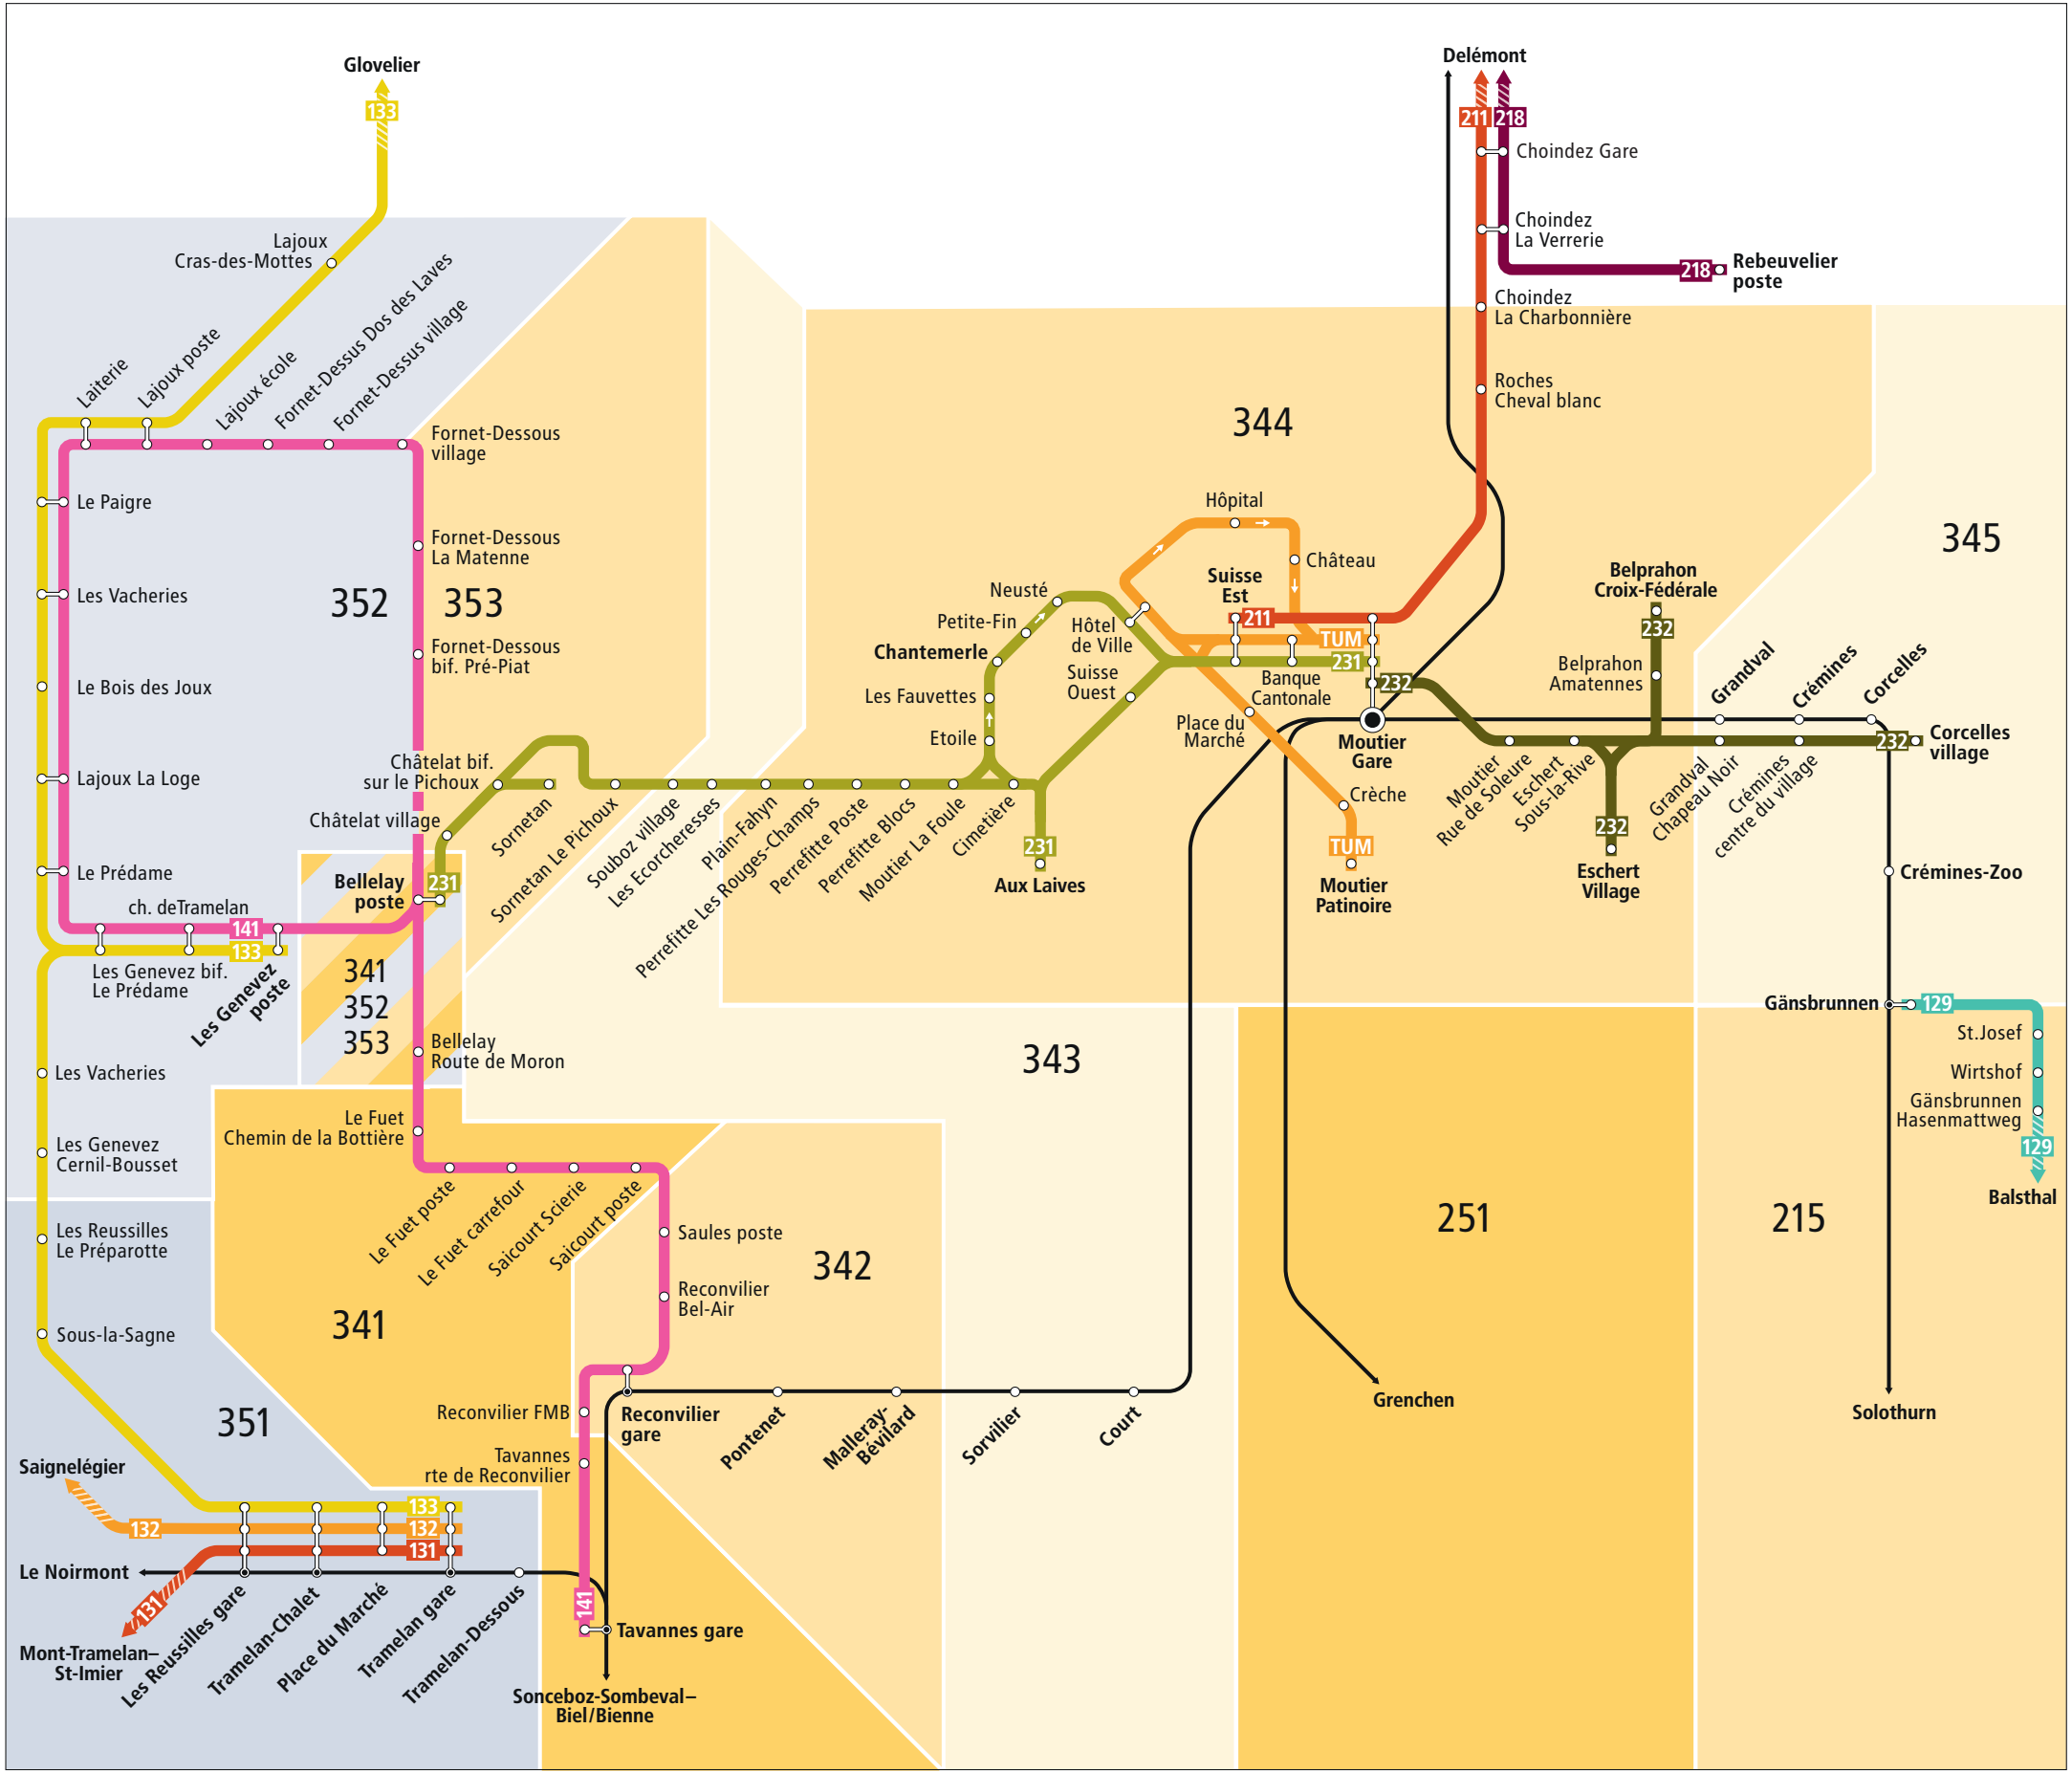 Glovelier
133
Delémont
211
218
Choindez Gare
Choindez
La Verrerie
218
Rebeuvelier
poste
Choindez
La Charbonnière
Roches
Cheval blanc
Lajoux
Cras-des-Mottes
Laiterie
Lajoux poste
Lajoux école
Fornet-Dessus Dos des Laves
Fornet-Dessus village
Fornet-Dessous
village
Le Paigre
Fornet-Dessous
La Matenne
Les Vacheries
352
353
Fornet-Dessous
bif. Pré-Piat
Le Bois des Joux
Lajoux La Loge
Le Prédame
ch. deTramelan
141
133
Les Genevez bif.
Le Prédame
Les Genevez
poste
Châtelat bif.
sur le Pichoux
Châtelat village
Bellelay
poste
231
341
352
353
Bellelay
Route de Moron
Sornetan
Sornetan Le Pichoux
Souboz village
Les Ecorcheresses
Plain-Fahyn
Perrefitte Les Rouges-Champs
Perrefitte Poste
Perrefitte Blocs
Moutier La Foule
Cimetière
231
Aux Laives
344
Hôpital
Château
Neusté
Petite-Fin
Chantemerle
Les Fauvettes
Etoile
Hôtel
de Ville
Suisse
Ouest
Suisse
Est
211
TUM
231
232
Banque
Cantonale
Place du
Marché
Moutier
Gare
Crèche
TUM
Moutier
Patinoire
345
Belprahon
Croix-Fédérale
232
Belprahon
Amatennes
Grandval
Crémines
Corcelles
232
Corcelles
village
Moutier
Rue de Soleure
Eschert
Sous-la-Rive
232
Eschert
Village
Grandval
Chapeau Noir
Crémines
centre du village
Crémines-Zoo
Gänsbrunnen
129
St.Josef
Wirtshof
Gänsbrunnen
Hasenmattweg
129
Balsthal
343
251
215
Grenchen
Solothurn
Les Vacheries
Les Genevez
Cernil-Bousset
Les Reussilles
Le Préparotte
Sous-la-Sagne
Le Fuet
Chemin de la Bottière
Le Fuet poste
Le Fuet carrefour
Saicourt Scierie
Saicourt poste
Saules poste
Reconvilier
Bel-Air
341
342
351
Reconvilier FMB
Reconvilier
gare
Pontenet
Malleray-
Bévilard
Sorvilier
Court
Tavannes
rte de Reconvilier
141
Tavannes gare
Sonceboz-Sombeval–
Biel/Bienne
Saignelégier
132
133
132
131
Le Noirmont
131
Mont-Tramelan–
St-Imier
Les Reussilles gare
Tramelan-Chalet
Place du Marché
Tramelan gare
Tramelan-Dessous